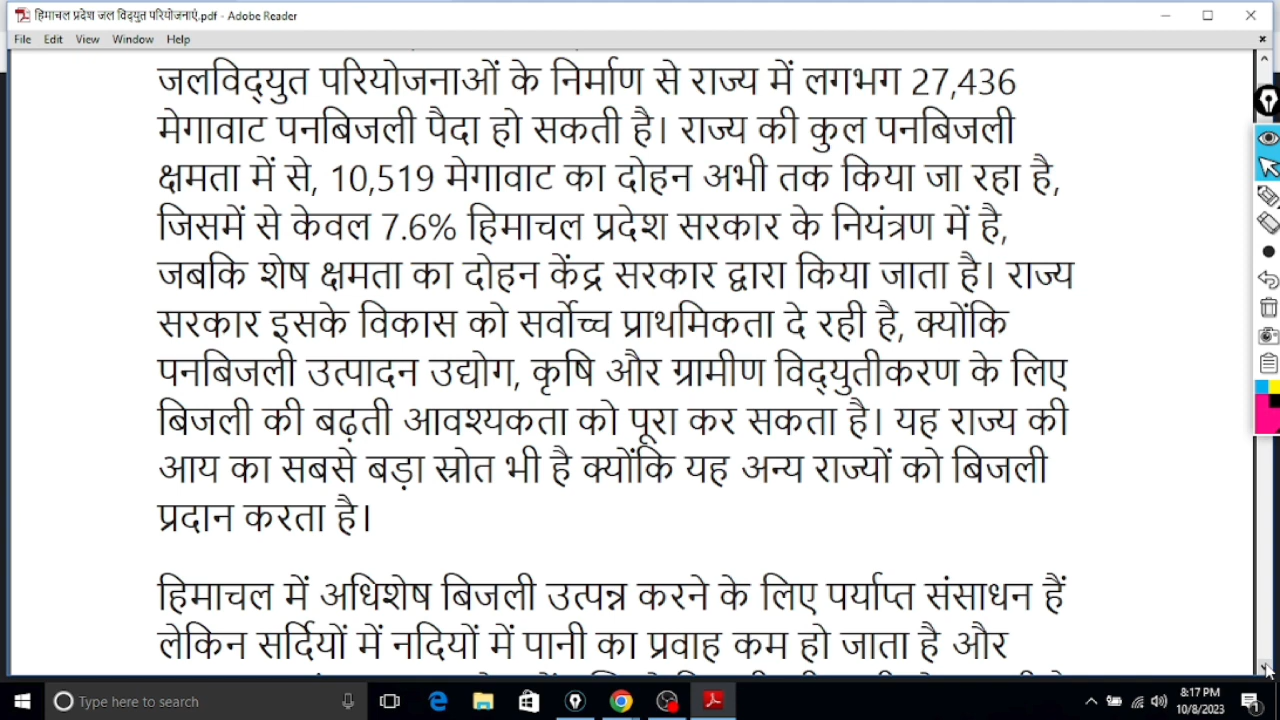 हिमाचल प्रदेश जल विद्युत परियोजनाएं.pdf - Adobe Reader
File Edit View Window Help
जलविद्युत परियोजनाओं के निर्माण से राज्य में लगभग 27,436
मेगावाट पनबिजली पैदा हो सकती है। राज्य की कुल पनबिजली
क्षमता में से, 10,519 मेगावाट का दोहन अभी तक किया जा रहा है,
जिसमें से केवल 7.6% हिमाचल प्रदेश सरकार के नियंत्रण में है,
जबकि शेष क्षमता का दोहन केंद्र सरकार द्वारा किया जाता है। राज्य
सरकार इसके विकास को सर्वोच्च प्राथमिकता दे रही है, क्योंकि
पनबिजली उत्पादन उद्योग, कृषि और ग्रामीण विद्युतीकरण के लिए
बिजली की बढ़ती आवश्यकता को पूरा कर सकता है। यह राज्य की
आय का सबसे बड़ा स्रोत भी है क्योंकि यह अन्य राज्यों को बिजली
प्रदान करता है।
हिमाचल में अधिशेष बिजली उत्पन्न करने के लिए पर्याप्त संसाधन हैं
लेकिन सर्दियों में नदियों में पानी का प्रवाह कम हो जाता है और
Type here to search
8:17 PM
10/8/2023
1